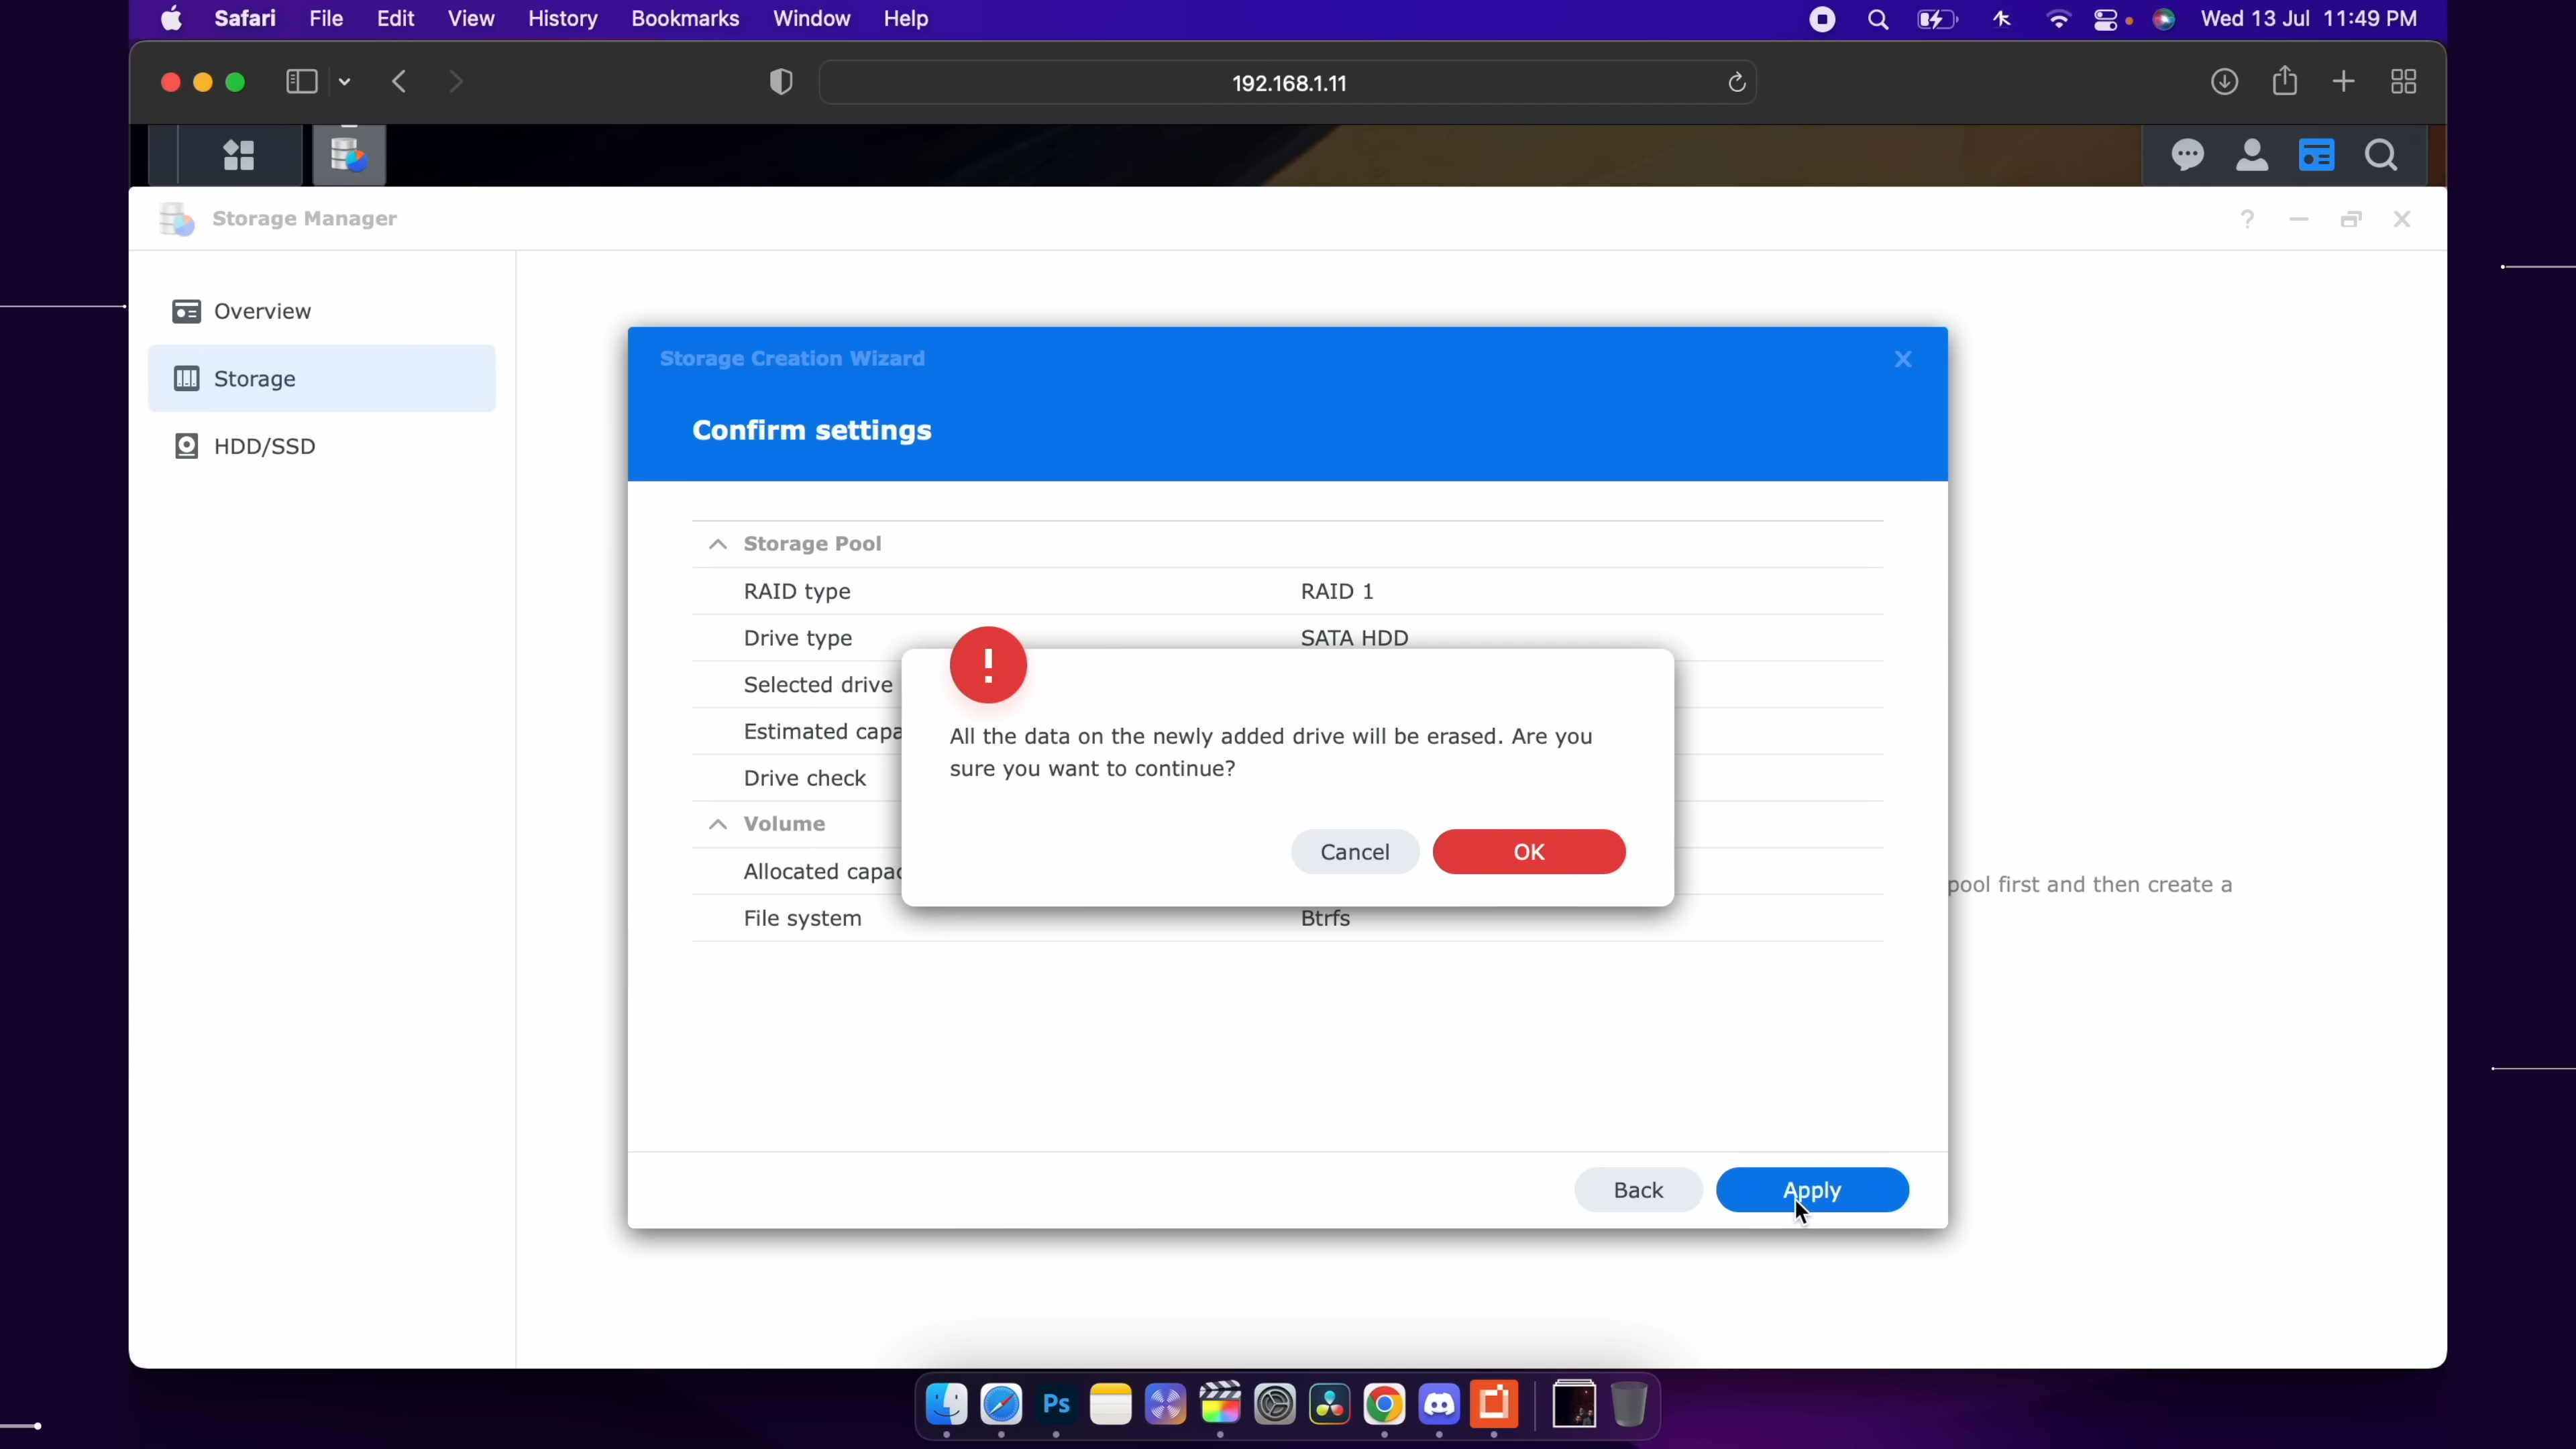 Safari File Edit View History Bookmarks Window Help Wed 13 Jul 11:49 PM
192.168.1.11
Storage Manager
?
Overview
Storage
HDD/SSD
Storage Creation Wizard
Confirm settings
Storage Pool
RAID type RAID 1
Drive type SATA HDD
Selected drive
Estimated capa
Drive check
Volume
Allocated capac
File system Btrfs
!
All the data on the newly added drive will be erased. Are you
sure you want to continue?
Cancel OK
pool first and then create a
Back Apply
Ps